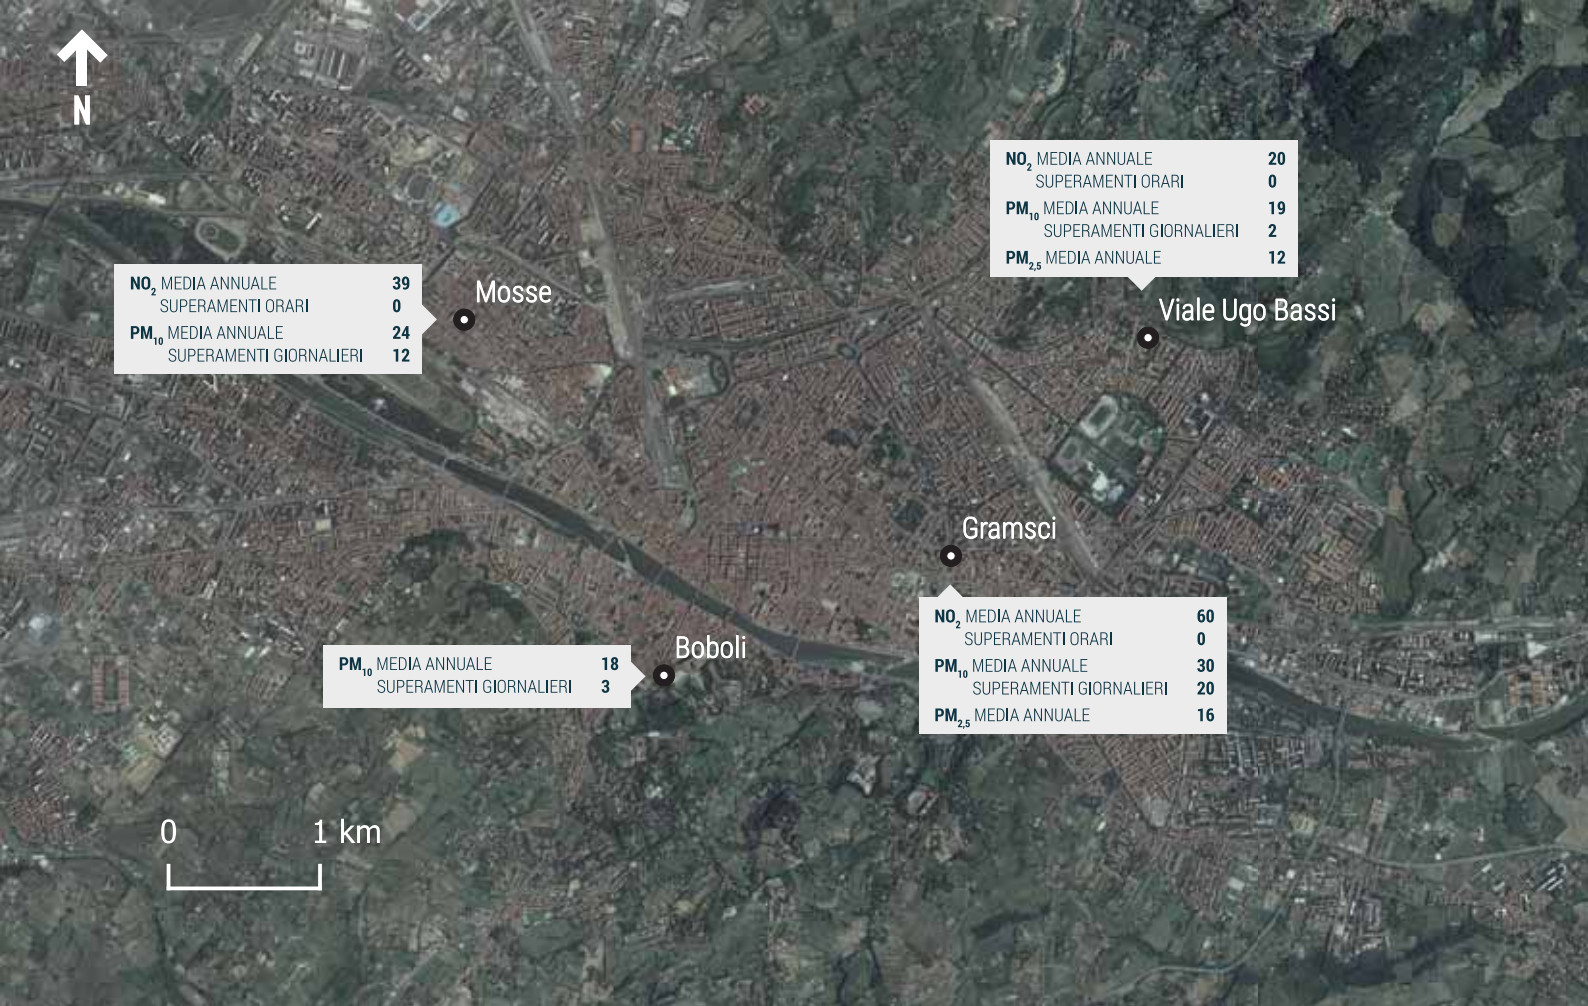 N
NO2 MEDIA ANNUALE 20
SUPERAMENTI ORARI 0
PM10 MEDIA ANNUALE 19
SUPERAMENTI GIORNALIERI 2
PM2,5 MEDIA ANNUALE 12
Viale Ugo Bassi
NO2 MEDIA ANNUALE 39
SUPERAMENTI ORARI 0
PM10 MEDIA ANNUALE 24
SUPERAMENTI GIORNALIERI 12
Mosse
Gramsci
NO2 MEDIA ANNUALE 60
SUPERAMENTI ORARI 0
PM10 MEDIA ANNUALE 30
SUPERAMENTI GIORNALIERI 20
PM2,5 MEDIA ANNUALE 16
Boboli
PM10 MEDIA ANNUALE 18
SUPERAMENTI GIORNALIERI 3
0 1 km